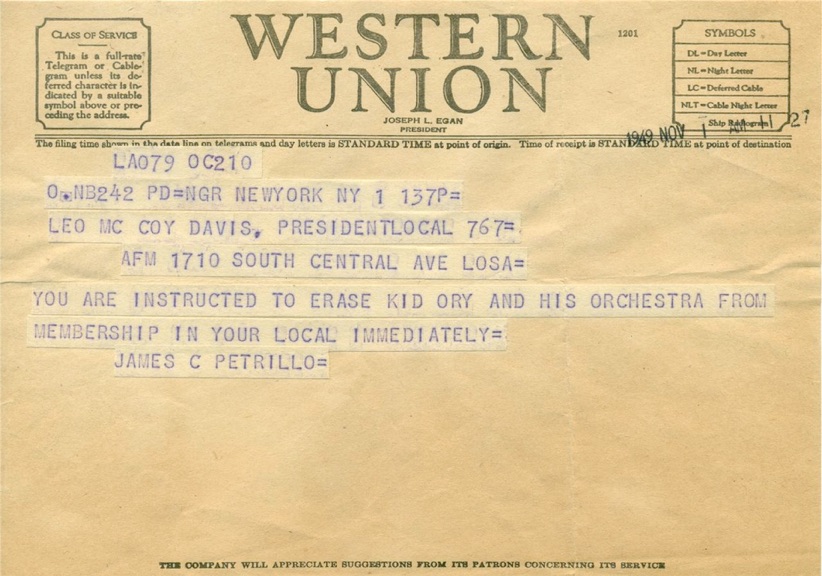 CLASS OF SERVICE
This is a full-rate
Telegram or Cable-
gram unless its de-
ferred character is in-
dicated by a suitable
symbol above or pre-
ceding the address.
WESTERN
UNION
1201
JOSEPH L. EGAN
PRESIDENT
SYMBOLS
DL=Day Letter
NL=Night Letter
LC=Deferred Cable
NLT=Cable Night Letter
Ship Radiogram
1949 NOV 1 AM 11 27
The filing time shown in the date line on telegrams and day letters is STANDARD TIME at point of origin. Time of receipt is STANDARD TIME at point of destination
LA079 OC210
O.NB242 PD=NGR NEWYORK NY 1 137P=
LEO MC COY DAVIS, PRESIDENTLOCAL 767=
AFM 1710 SOUTH CENTRAL AVE LOSA=
YOU ARE INSTRUCTED TO ERASE KID ORY AND HIS ORCHESTRA FROM
MEMBERSHIP IN YOUR LOCAL IMMEDIATELY=
JAMES C PETRILLO=
THE COMPANY WILL APPRECIATE SUGGESTIONS FROM ITS PATRONS CONCERNING ITS SERVICE